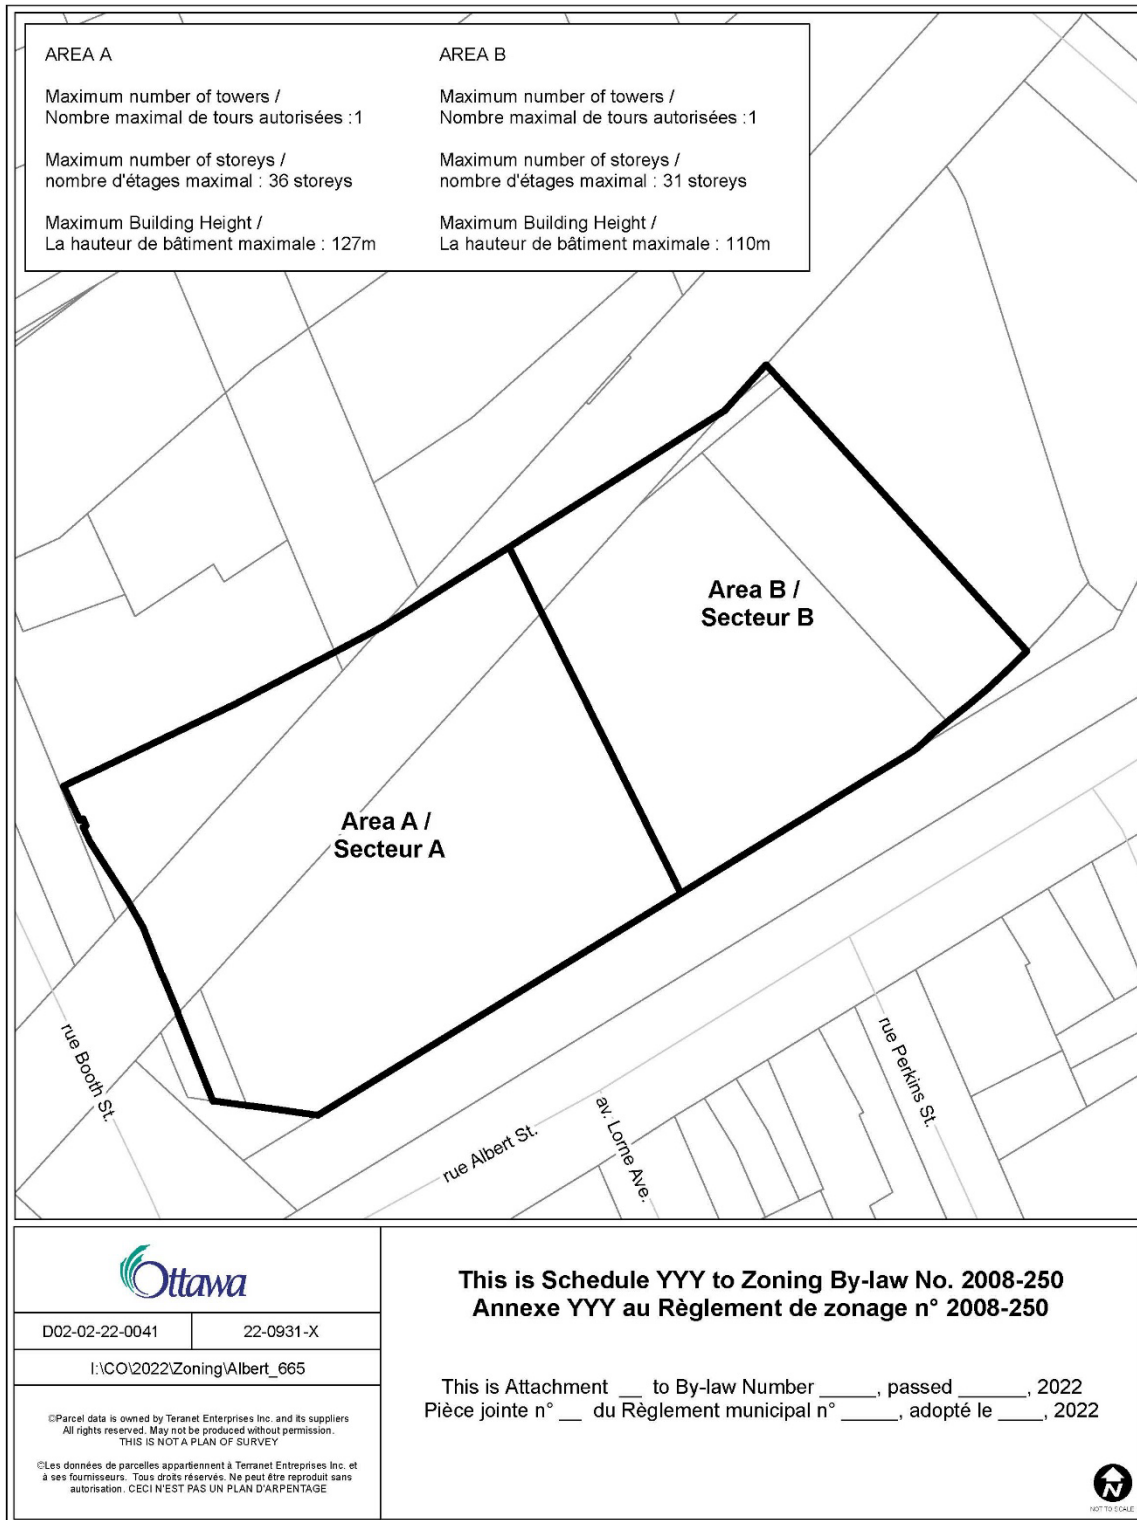 AREA A
Maximum number of towers /
Nombre maximal de tours autorisées :1
Maximum number of storeys /
nombre d'étages maximal : 36 storeys
Maximum Building Height /
La hauteur de bâtiment maximale : 127m
AREA B
Maximum number of towers /
Nombre maximal de tours autorisées :1
Maximum number of storeys /
nombre d'étages maximal : 31 storeys
Maximum Building Height /
La hauteur de bâtiment maximale : 110m
Area B /
Secteur B
Area A /
Secteur A
rue Booth St.
rue Albert St.
av. Lorne Ave.
rue Perkins St.
Ottawa
D02-02-22-0041
22-0931-X
I:\CO\2022\Zoning\Albert_665
©Parcel data is owned by Teranet Enterprises Inc. and its suppliers
All rights reserved. May not be produced without permission.
THIS IS NOT A PLAN OF SURVEY
©Les données de parcelles appartiennent à Terranet Entreprises Inc. et
à ses fournisseurs. Tous droits réservés. Ne peut être reproduit sans
autorisation. CECI N'EST PAS UN PLAN D'ARPENTAGE
This is Schedule YYY to Zoning By-law No. 2008-250
Annexe YYY au Règlement de zonage n° 2008-250
This is Attachment __ to By-law Number _____, passed ______, 2022
Pièce jointe n° __ du Règlement municipal n° _____, adopté le ____, 2022
N
NOT TO SCALE